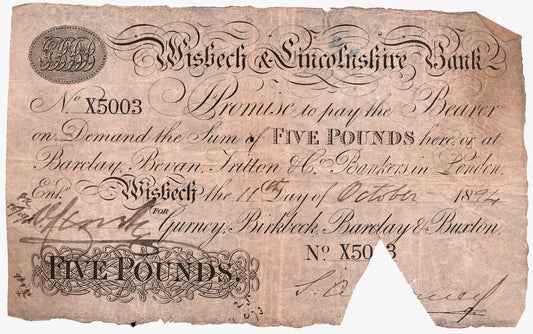 Wisbech & Lincolnshire Bank
No. X5003 Promise to pay the Bearer
on Demand the Sum of FIVE POUNDS here or at
Barclay, Bevan, Tritton & Co. Bankers in London.
Entd. Wisbech the 11th Day of October 1894
FOR Gurney, Birkbeck, Barclay & Buxton.
No X50 3
FIVE POUNDS.